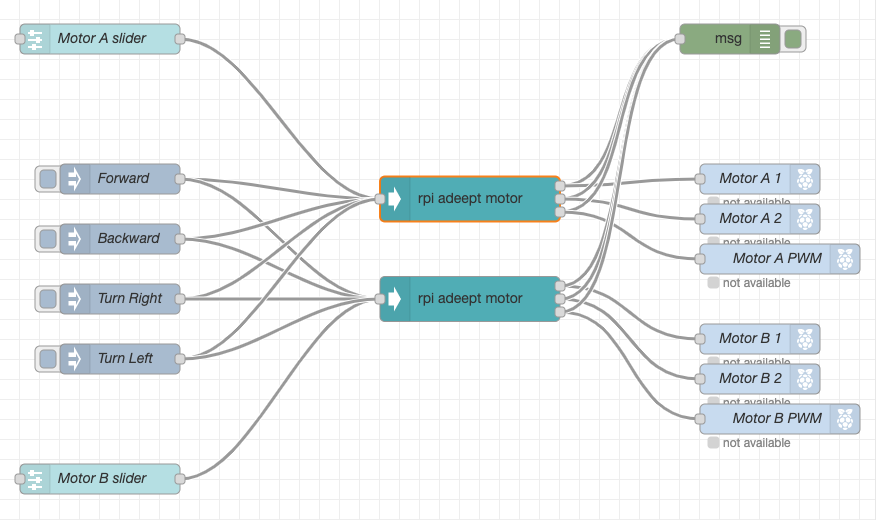 Motor A slider
msg
Forward
rpi adeept motor
Motor A 1
not available
Motor A 2
not available
Backward
Motor A PWM
not available
Turn Right
rpi adeept motor
Motor B 1
not available
Turn Left
Motor B 2
not available
Motor B PWM
not available
Motor B slider